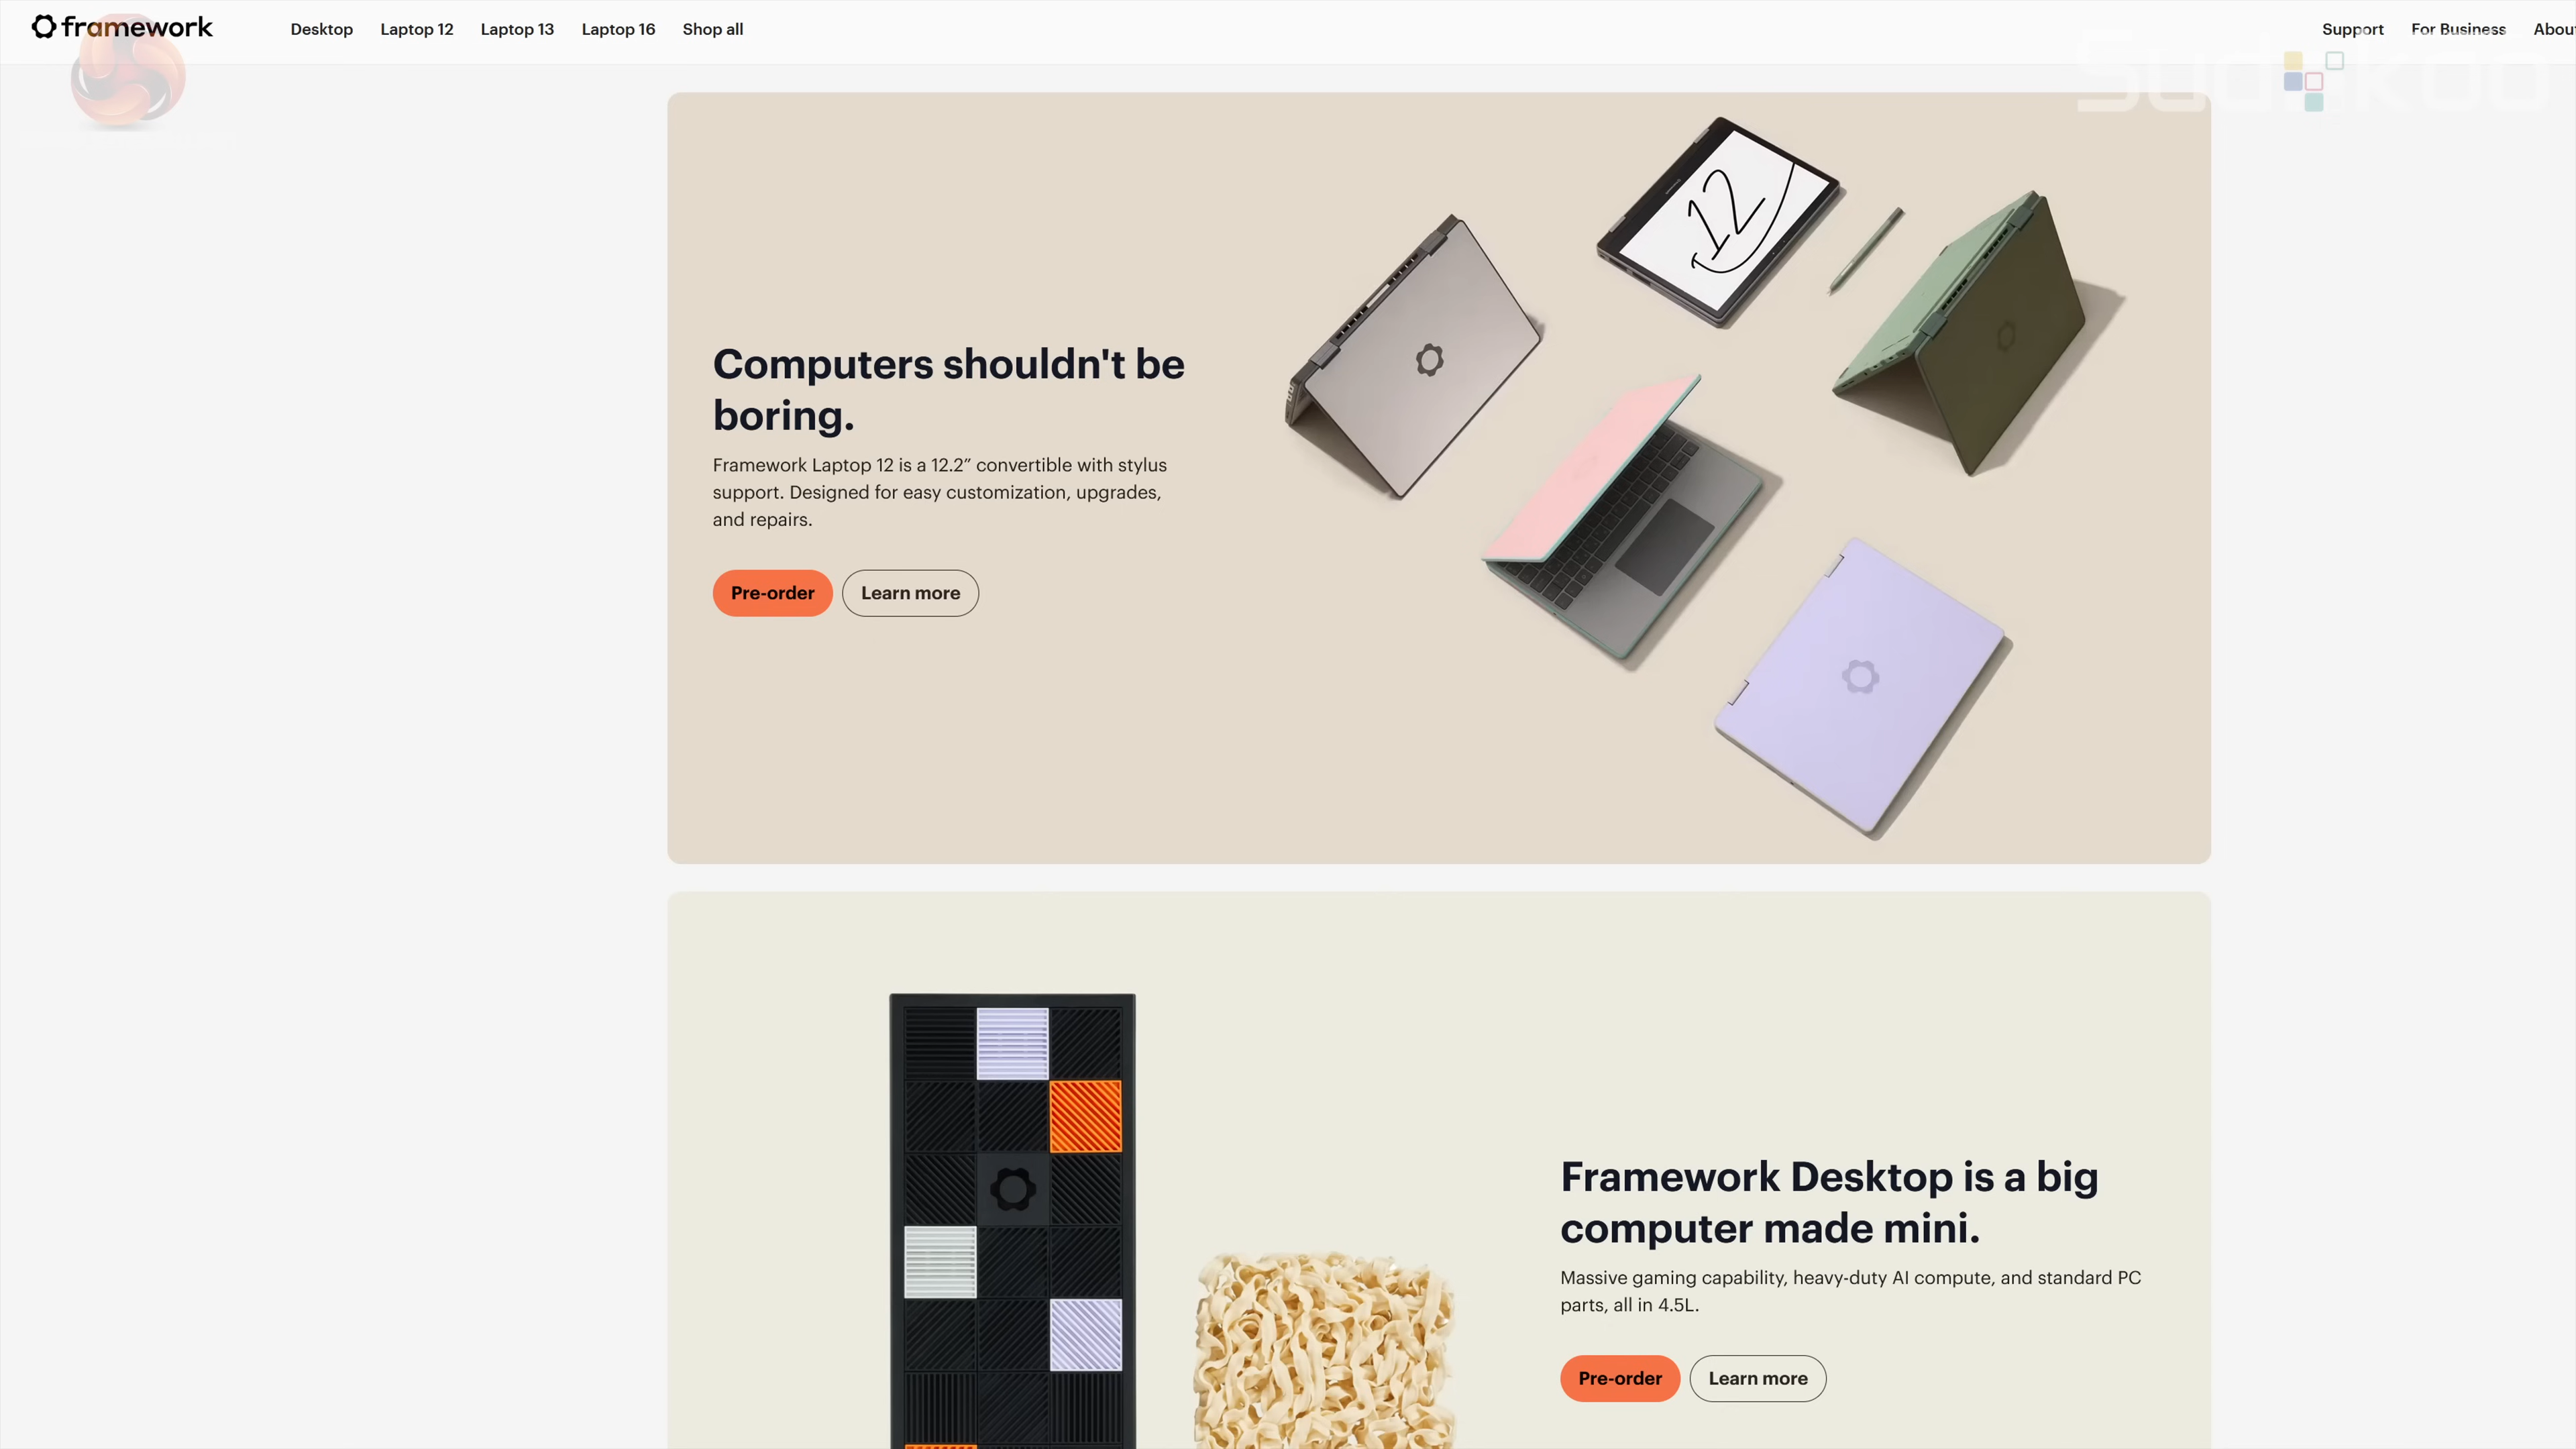 framework
Desktop
Laptop 12
Laptop 13
Laptop 16
Shop all
Support
For Business
Abou
Sudokoo
12
Computers shouldn't be
boring.
Framework Laptop 12 is a 12.2″ convertible with stylus
support. Designed for easy customization, upgrades,
and repairs.
Pre-order
Learn more
Framework Desktop is a big
computer made mini.
Massive gaming capability, heavy-duty AI compute, and standard PC
parts, all in 4.5L.
Pre-order
Learn more